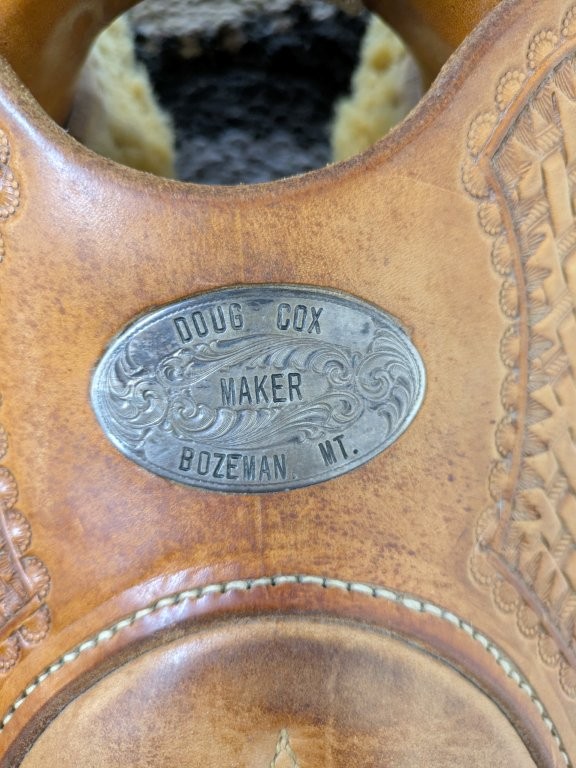 DOUG COX
MAKER
BOZEMAN MT.